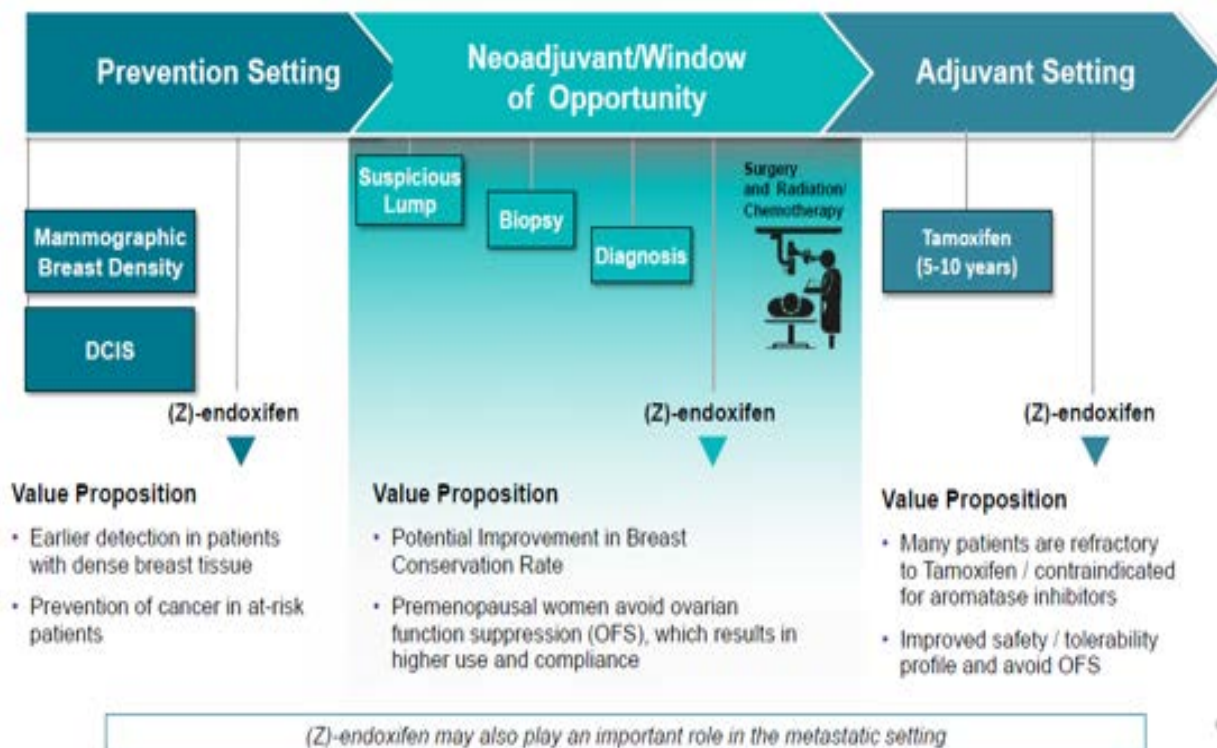 Prevention Setting
Neoadjuvant/Window
of Opportunity
Adjuvant Setting
Mammographic
Breast Density
DCIS
(Z)-endoxifen
Suspicious
Lump
Biopsy
Diagnosis
Surgery
and Radiation/
Chemotherapy
(Z)-endoxifen
Tamoxifen
(5-10 years)
(Z)-endoxifen
Value Proposition
• Earlier detection in patients
with dense breast tissue
• Prevention of cancer in at-risk
patients
Value Proposition
• Potential Improvement in Breast
Conservation Rate
• Premenopausal women avoid ovarian
function suppression (OFS), which results in
higher use and compliance
Value Proposition
• Many patients are refractory
to Tamoxifen / contraindicated
for aromatase inhibitors
• Improved safety / tolerability
profile and avoid OFS
(Z)-endoxifen may also play an important role in the metastatic setting